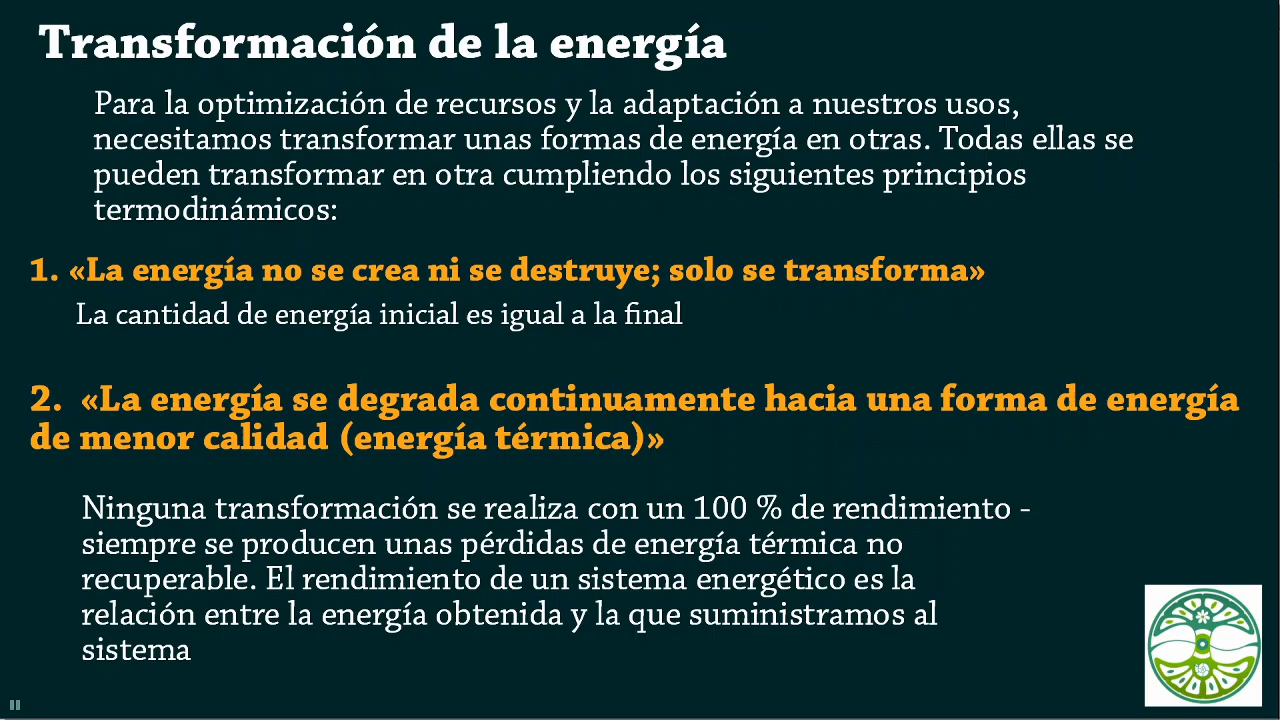 Transformación de la energía
Para la optimización de recursos y la adaptación a nuestros usos,
necesitamos transformar unas formas de energía en otras. Todas ellas se
pueden transformar en otra cumpliendo los siguientes principios
termodinámicos:
1. «La energía no se crea ni se destruye; solo se transforma»
La cantidad de energía inicial es igual a la final
2. «La energía se degrada continuamente hacia una forma de energía
de menor calidad (energía térmica)»
Ninguna transformación se realiza con un 100 % de rendimiento -
siempre se producen unas pérdidas de energía térmica no
recuperable. El rendimiento de un sistema energético es la
relación entre la energía obtenida y la que suministramos al
sistema